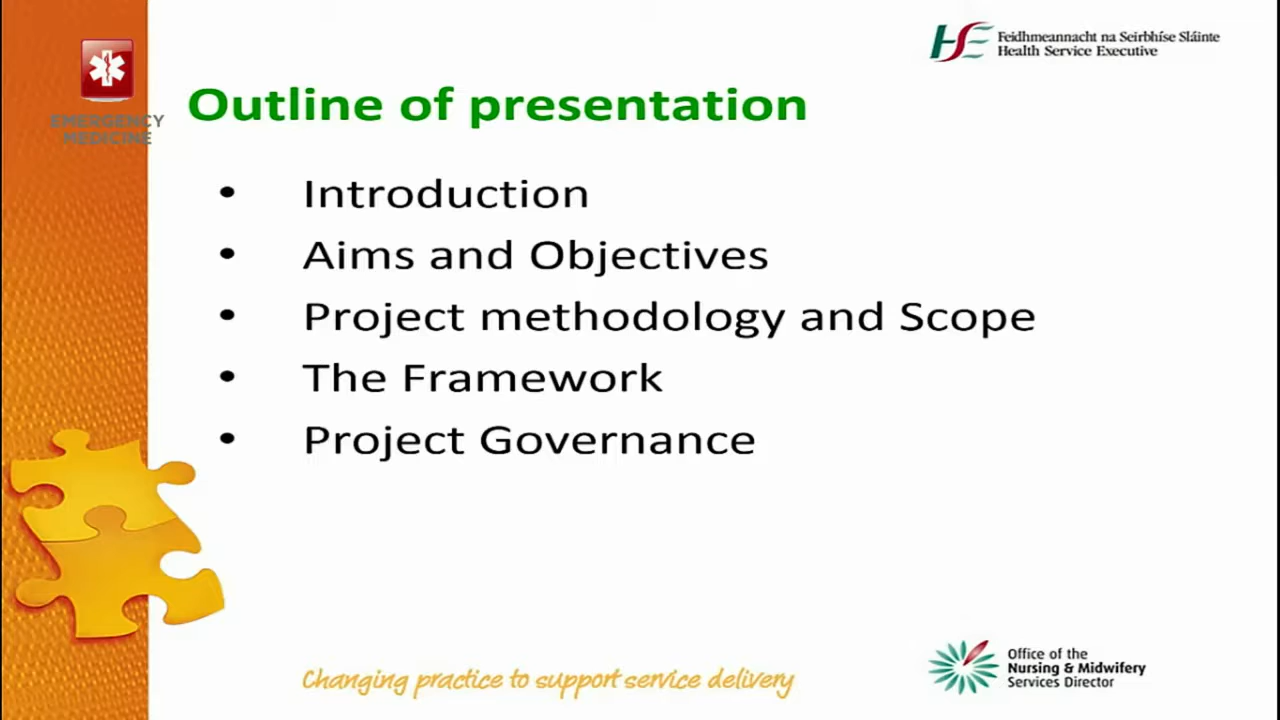 Feidhmeannacht na Seirbhíse Sláinte
Health Service Executive
EMERGENCY
MEDICINE
Outline of presentation
• Introduction
• Aims and Objectives
• Project methodology and Scope
• The Framework
• Project Governance
Changing practice to support service delivery
Office of the
Nursing & Midwifery
Services Director